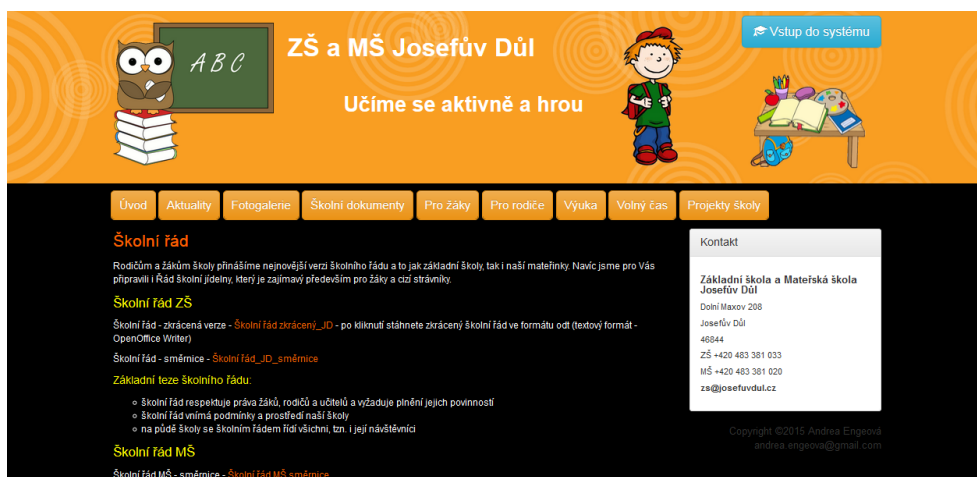 Vstup do systému
A B C
ZŠ a MŠ Josefův Důl
Učíme se aktivně a hrou
Úvod
Aktuality
Fotogalerie
Školní dokumenty
Pro žáky
Pro rodiče
Výuka
Volný čas
Projekty školy
Školní řád
Rodičům a žákům školy přinášíme nejnovější verzi školního řádu a to jak základní školy, tak i naší mateřinky. Navíc jsme pro Vás
připravili i Řád školní jídelny, který je zajímavý především pro žáky a cizí strávníky.
Školní řád ZŠ
Školní řád - zkrácená verze - Školní řád zkrácený_JD - po kliknutí stáhnete zkrácený školní řád ve formátu odt (textový formát -
OpenOffice Writer)
Školní řád - směrnice - Školní řád_JD_směrnice
Základní teze školního řádu:
školní řád respektuje práva žáků, rodičů a učitelů a vyžaduje plnění jejich povinností
školní řád vnímá podmínky a prostředí naší školy
na půdě školy se školním řádem řídí všichni, tzn. i její návštěvníci
Školní řád MŠ
Školní řád MŠ - směrnice - Školní řád MŠ směrnice
Kontakt
Základní škola a Mateřská škola
Josefův Důl
Dolní Maxov 208
Josefův Důl
46844
ZŠ +420 483 381 033
MŠ +420 483 381 020
zs@josefuvdul.cz
Copyright ©2015 Andrea Engeová
andrea.engeova@gmail.com